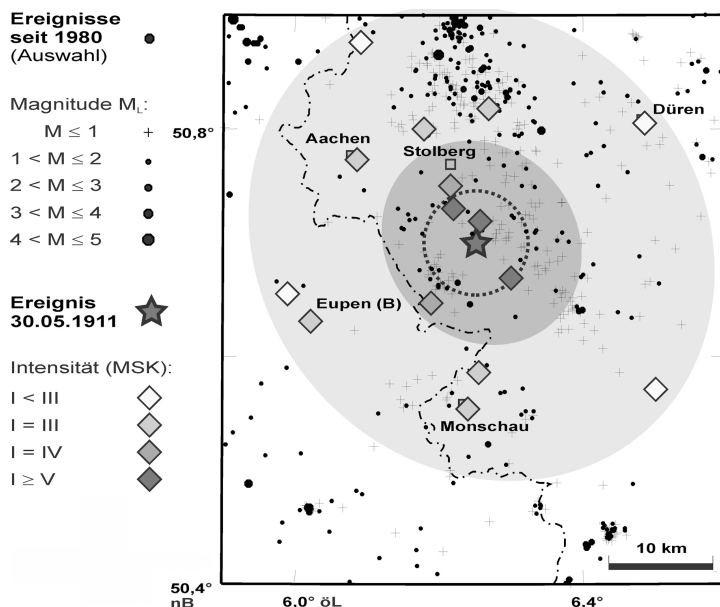 Ereignisse
seit 1980
(Auswahl)
Magnitude M_L:
M ≤ 1
1 < M ≤ 2
2 < M ≤ 3
3 < M ≤ 4
4 < M ≤ 5
Ereignis
30.05.1911
Intensität (MSK):
I < III
I = III
I = IV
I ≥ V
50,8°
Düren
Aachen
Stolberg
Eupen (B)
Monschau
10 km
50,4°
nB
6.0° öL
6.4°